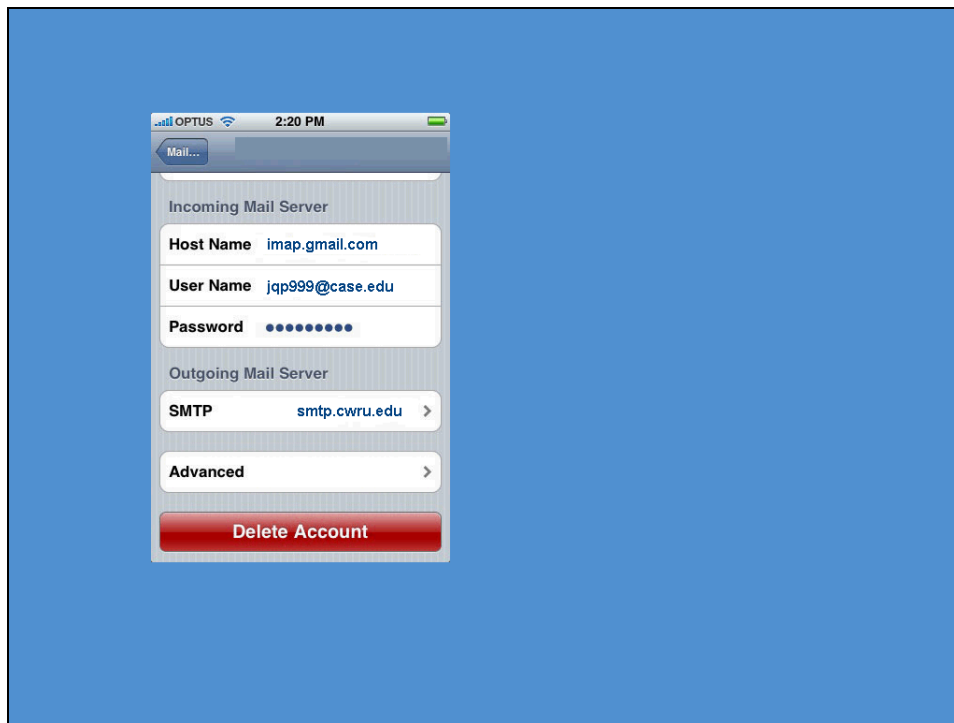 OPTUS 2:20 PM
Mail...
Incoming Mail Server
Host Name imap.gmail.com
User Name jqp999@case.edu
Password ●●●●●●●●●
Outgoing Mail Server
SMTP smtp.cwru.edu
Advanced
Delete Account